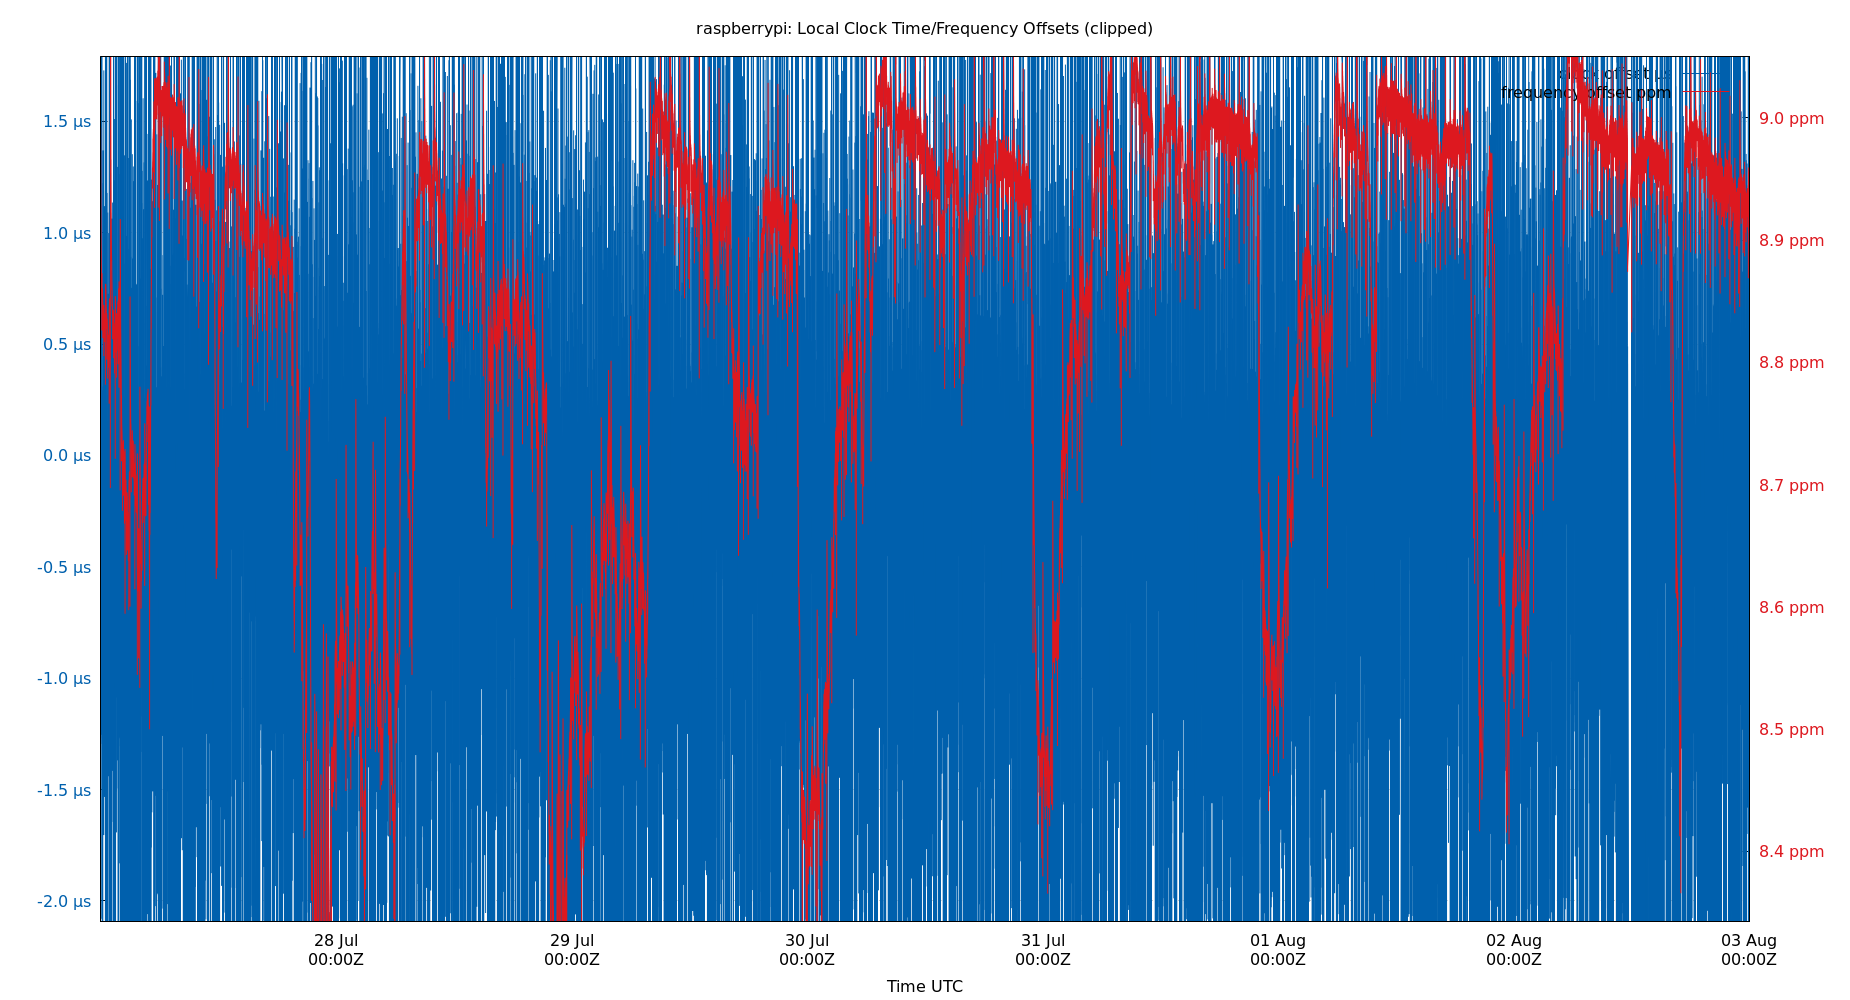 raspberrypi: Local Clock Time/Frequency Offsets (clipped)
clock offset µs
frequency offset ppm
1.5 µs
1.0 µs
0.5 µs
0.0 µs
-0.5 µs
-1.0 µs
-1.5 µs
-2.0 µs
9.0 ppm
8.9 ppm
8.8 ppm
8.7 ppm
8.6 ppm
8.5 ppm
8.4 ppm
28 Jul
00:00Z
29 Jul
00:00Z
30 Jul
00:00Z
31 Jul
00:00Z
01 Aug
00:00Z
02 Aug
00:00Z
03 Aug
00:00Z
Time UTC